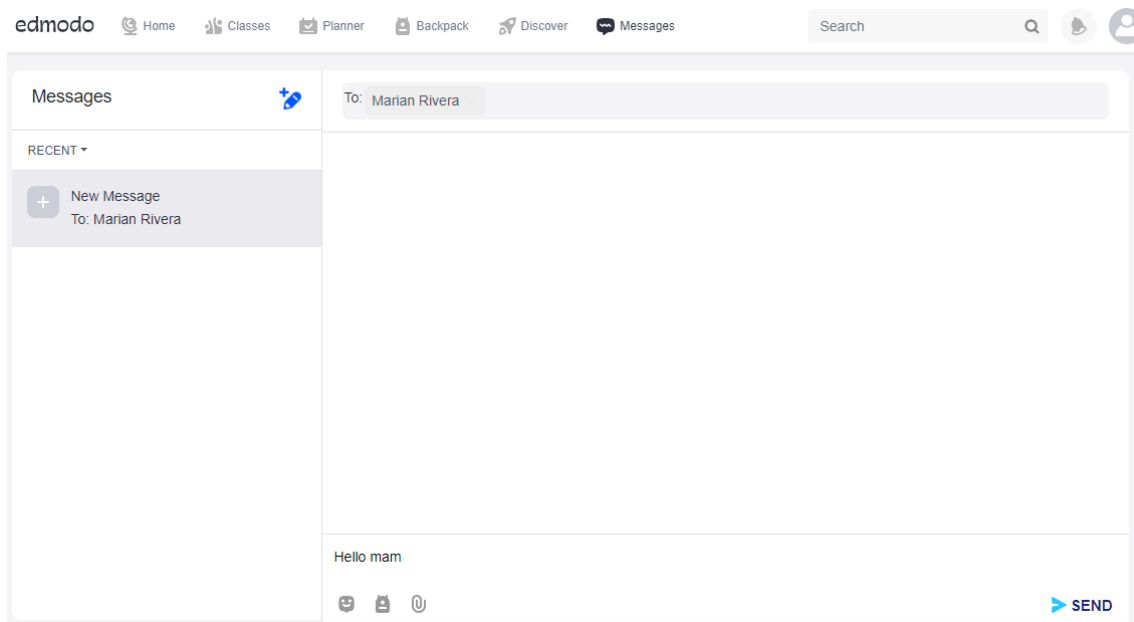 edmodo Home Classes Planner Backpack Discover Messages Search
Messages
To: Marian Rivera
RECENT
New Message
To: Marian Rivera
Hello mam
SEND